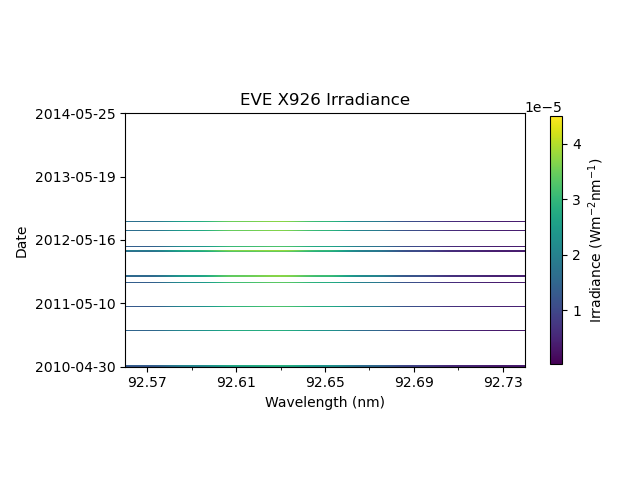 EVE X926 Irradiance
1e−5
2014-05-25
2013-05-19
2012-05-16
2011-05-10
2010-04-30
Date
92.57 92.61 92.65 92.69 92.73
Wavelength (nm)
4
3
2
1
Irradiance (Wm⁻²nm⁻¹)